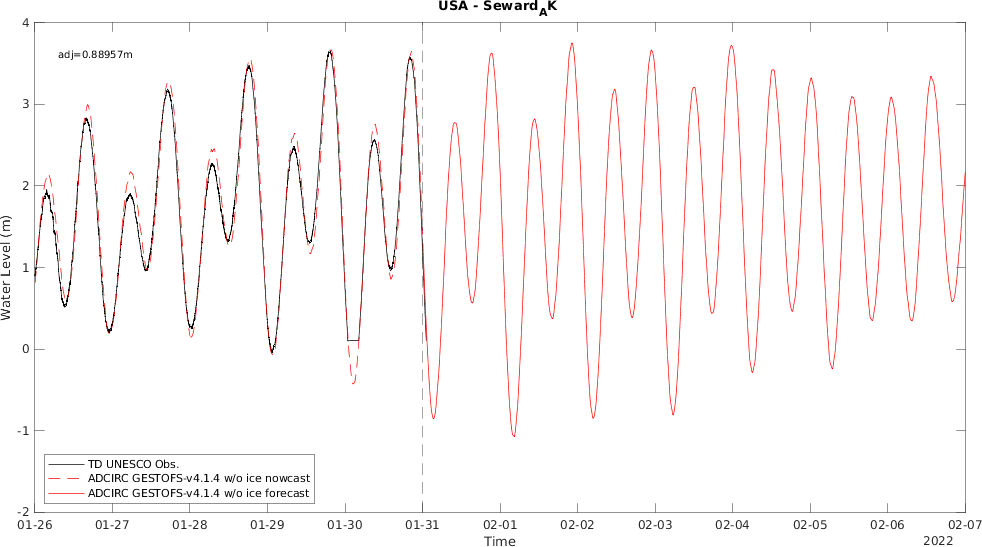 USA - Seward_AK
4
adj=0.88957m
3
2
1
0
-1
-2
Water Level (m)
TD UNESCO Obs.
ADCIRC GESTOFS-v4.1.4 w/o ice nowcast
ADCIRC GESTOFS-v4.1.4 w/o ice forecast
01-26 01-27 01-28 01-29 01-30 01-31 02-01 02-02 02-03 02-04 02-05 02-06 02-07
Time
2022